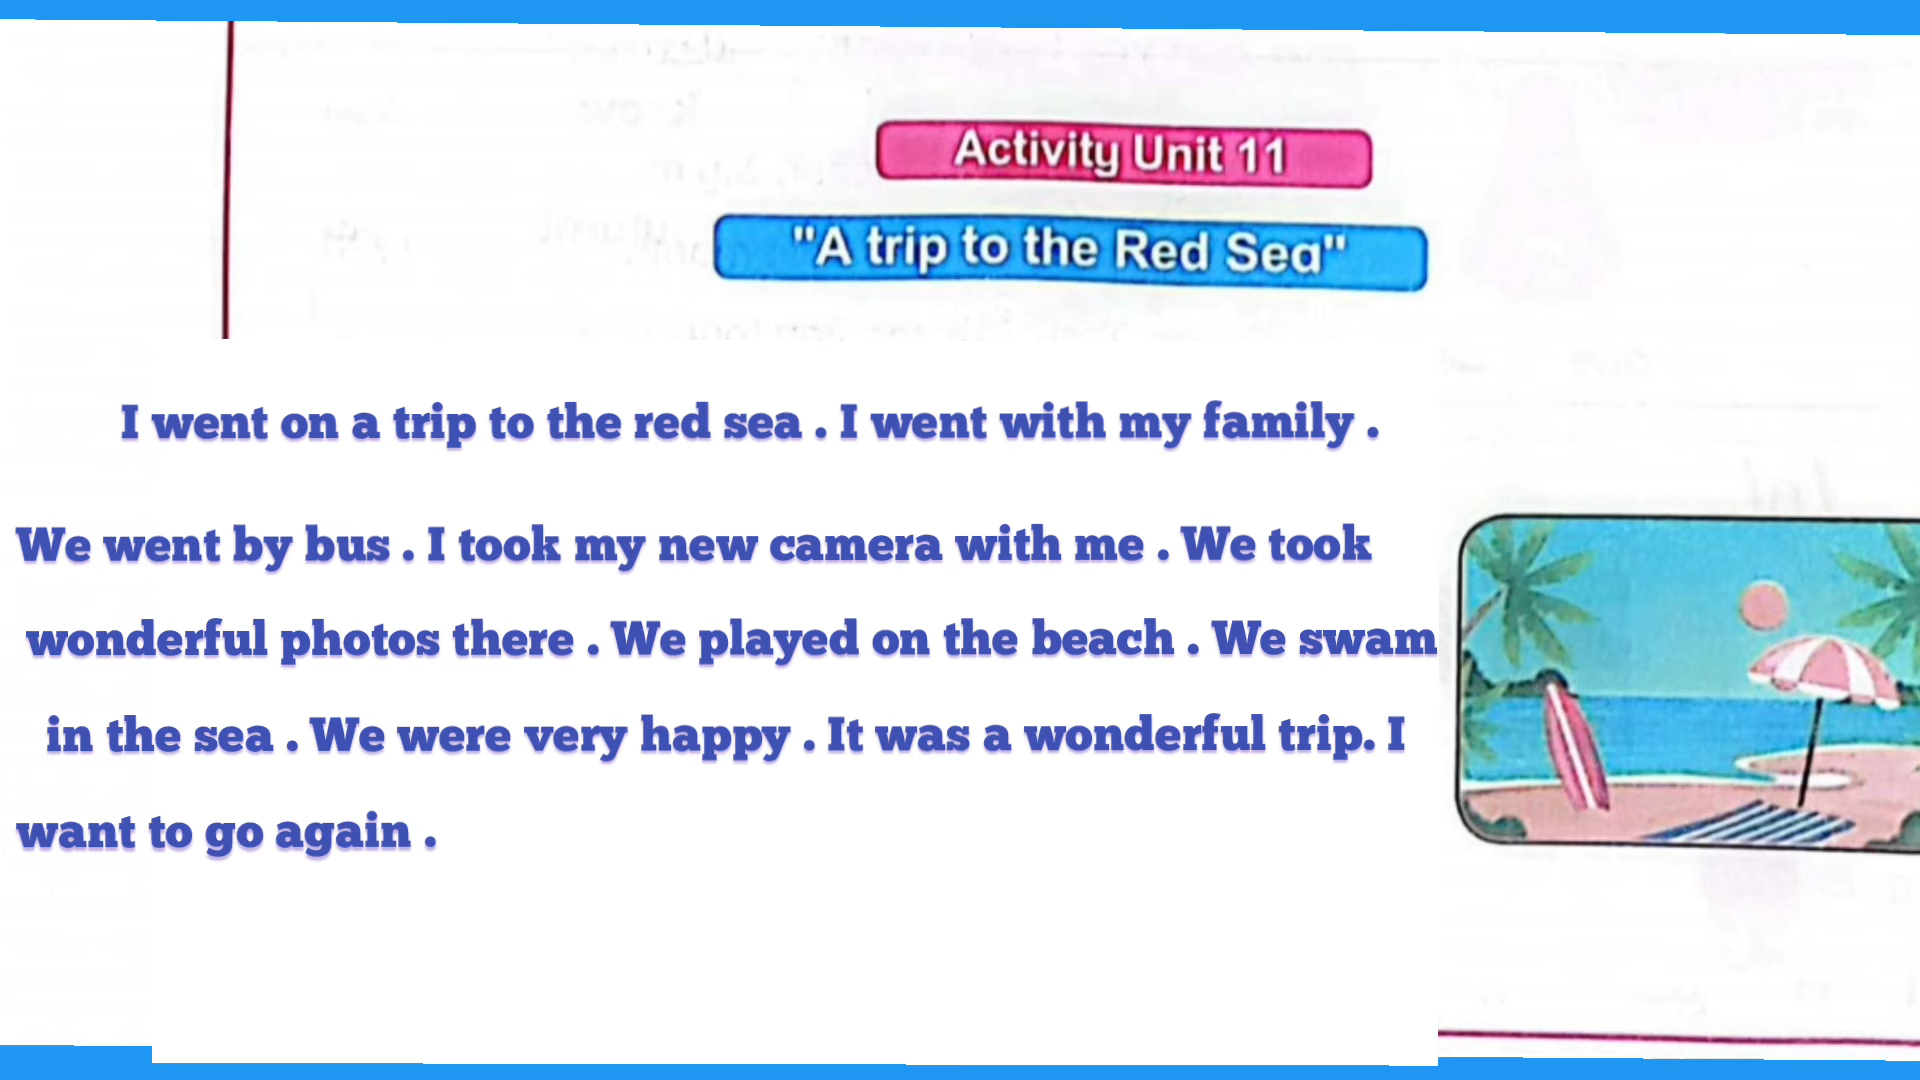 Activity Unit 11
"A trip to the Red Sea"
I went on a trip to the red sea . I went with my family .
We went by bus . I took my new camera with me . We took
wonderful photos there . We played on the beach . We swam
in the sea . We were very happy . It was a wonderful trip. I
want to go again .